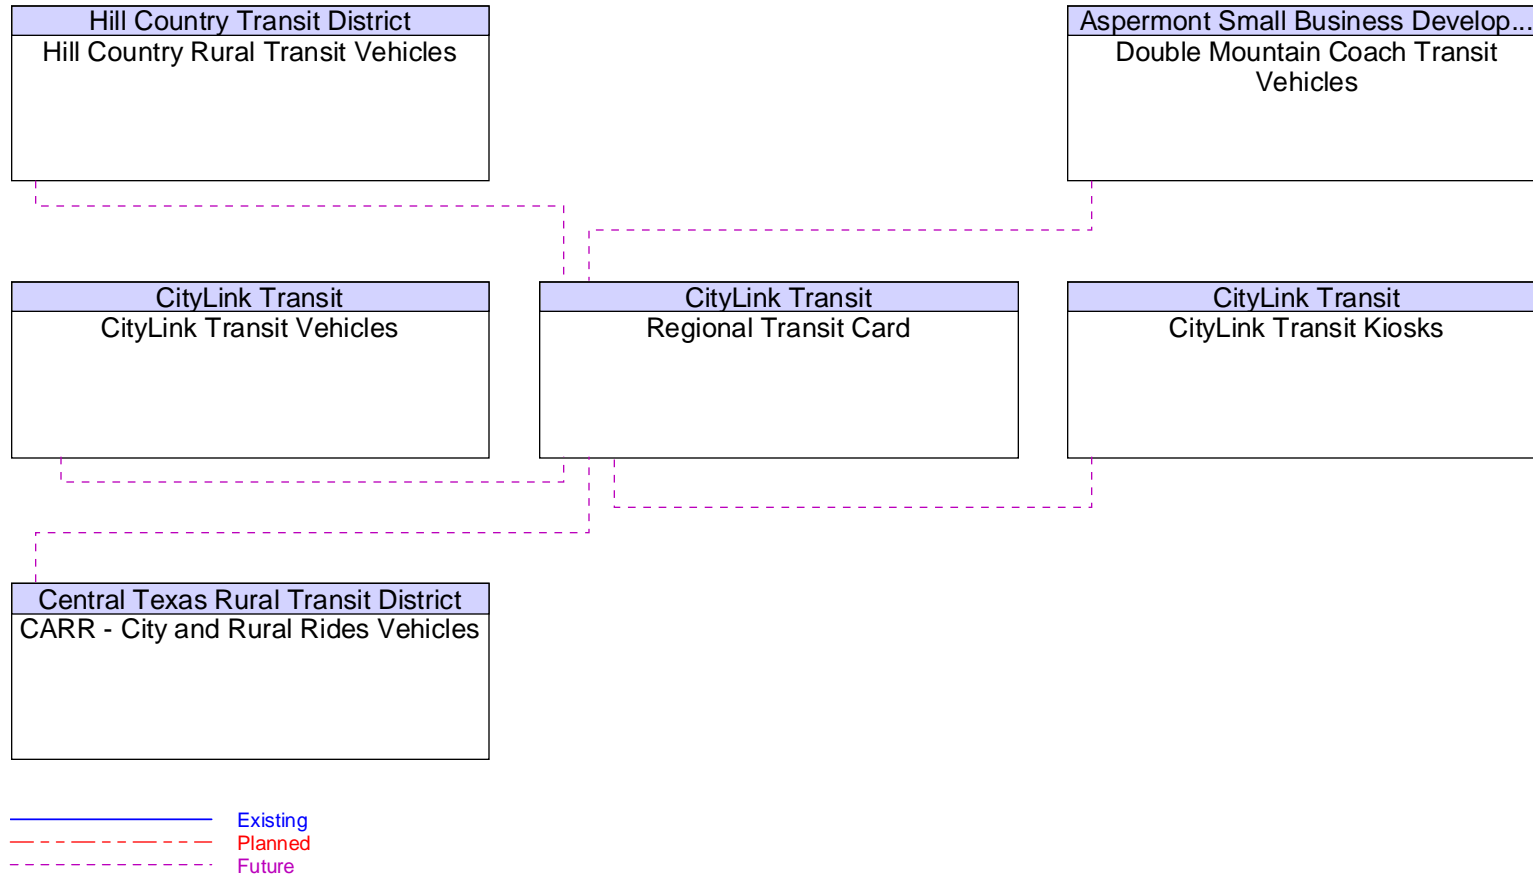 Hill Country Transit District
Hill Country Rural Transit Vehicles
Aspermont Small Business Develop...
Double Mountain Coach Transit
Vehicles
CityLink Transit
CityLink Transit Vehicles
CityLink Transit
Regional Transit Card
CityLink Transit
CityLink Transit Kiosks
Central Texas Rural Transit District
CARR - City and Rural Rides Vehicles
Existing
Planned
Future